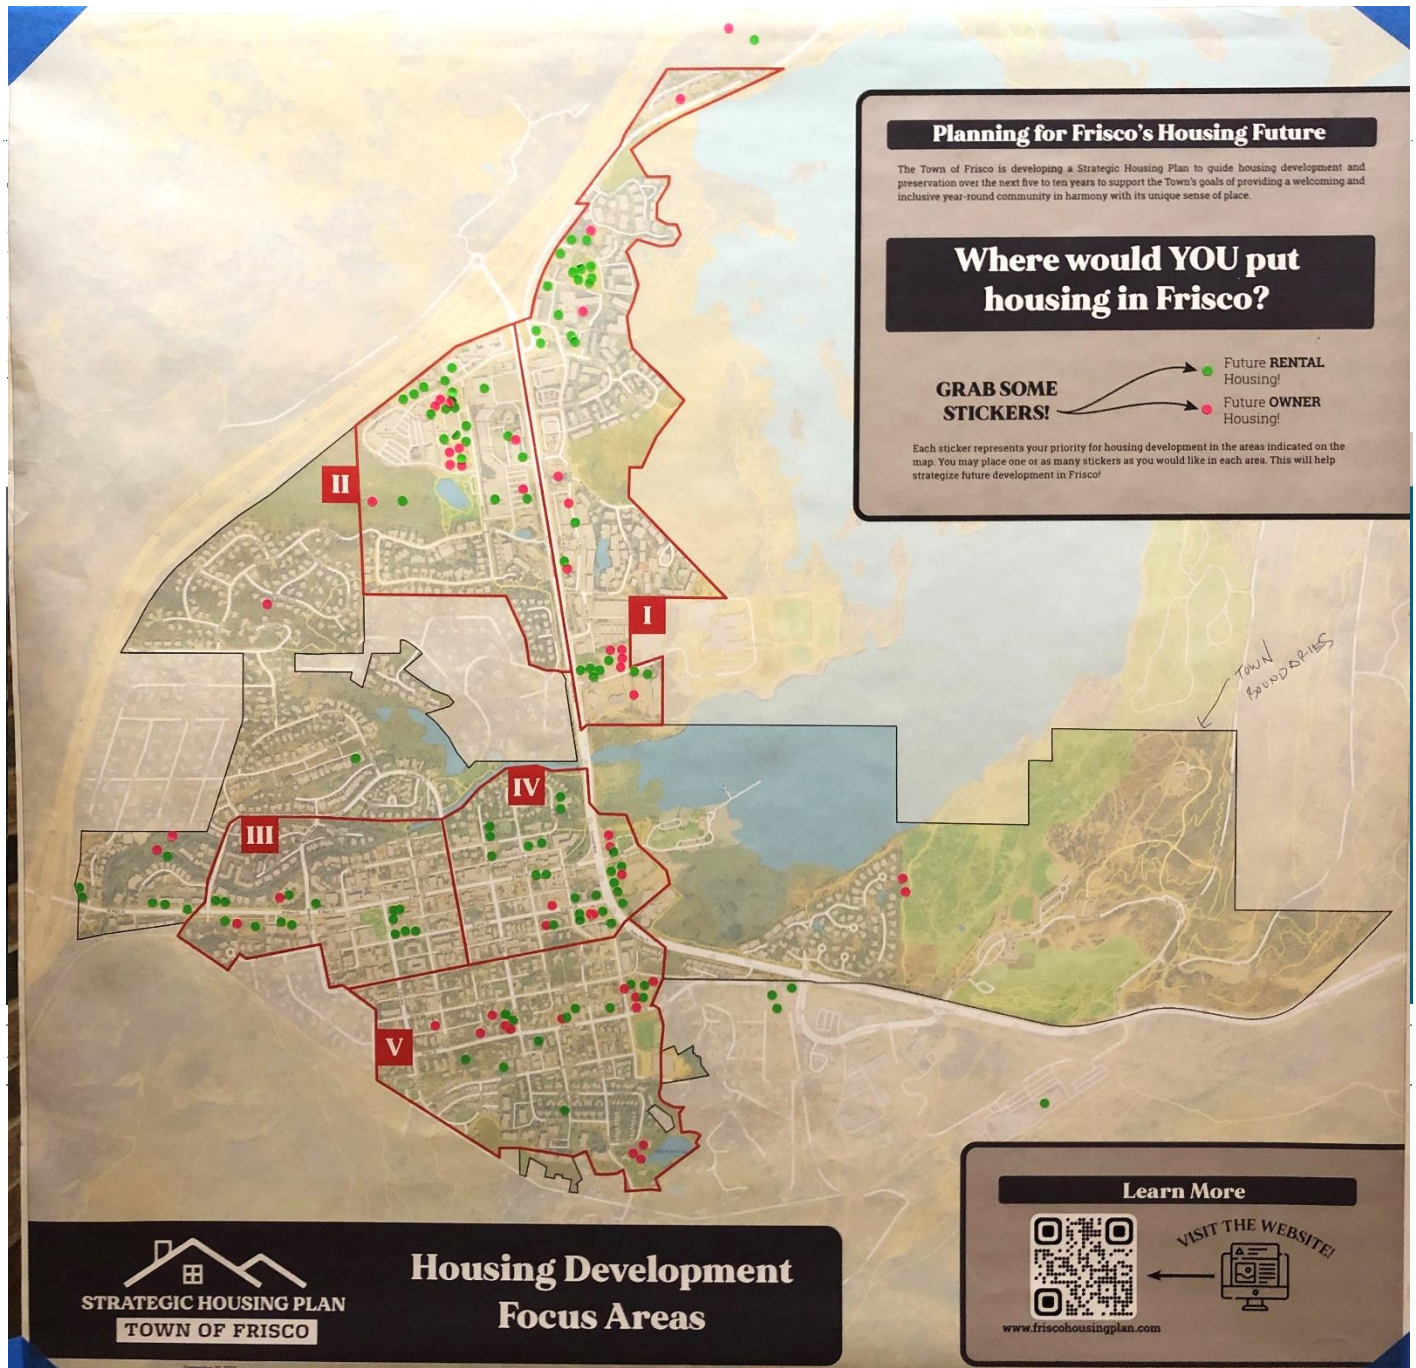 Planning for Frisco's Housing Future
The Town of Frisco is developing a Strategic Housing Plan to guide housing development and
preservation over the next five to ten years to support the Town's goals of providing a welcoming and
inclusive year-round community in harmony with its unique sense of place.
Where would YOU put
housing in Frisco?
GRAB SOME
STICKERS!
Future RENTAL
Housing!
Future OWNER
Housing!
Each sticker represents your priority for housing development in the areas indicated on the
map. You may place one or as many stickers as you would like in each area. This will help
strategize future development in Frisco!
II
I
TOWN
BOUNDARIES
IV
III
V
Learn More
VISIT THE WEBSITE!
www.friscohousingplan.com
STRATEGIC HOUSING PLAN
TOWN OF FRISCO
Housing Development
Focus Areas